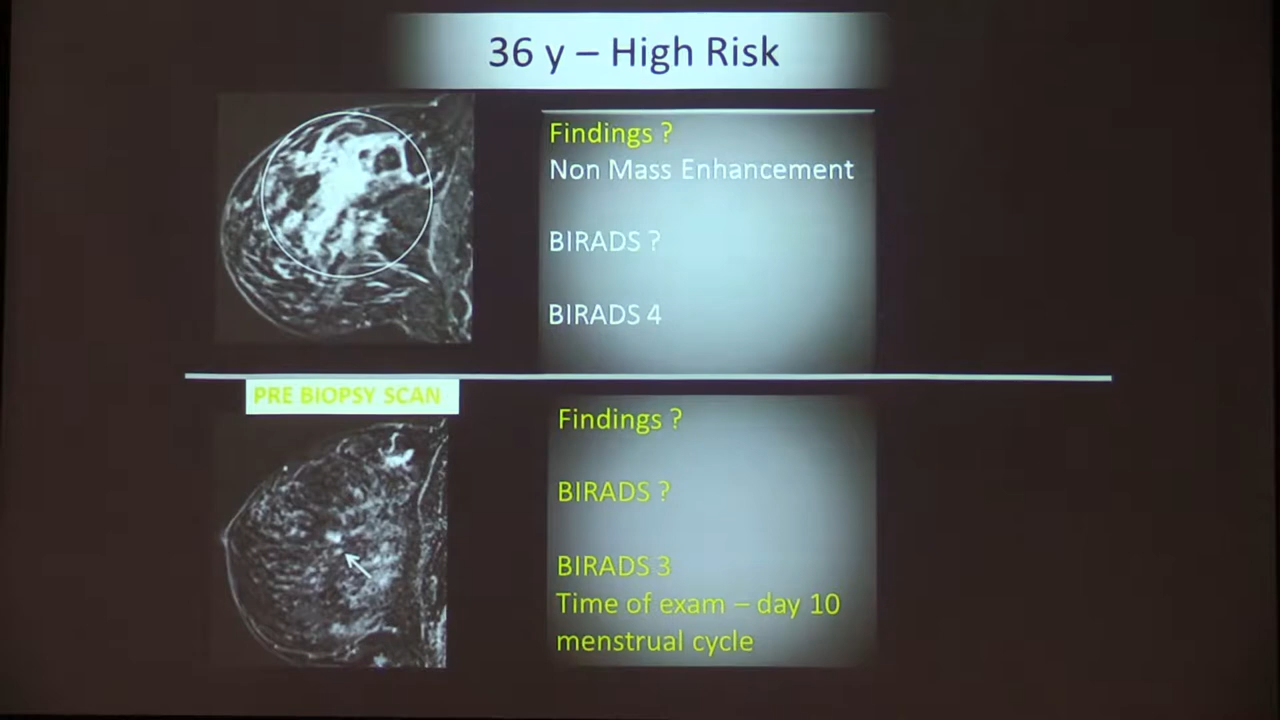 36 y – High Risk
Findings ?
Non Mass Enhancement
BIRADS ?
BIRADS 4
PRE BIOPSY SCAN
Findings ?
BIRADS ?
BIRADS 3
Time of exam – day 10
menstrual cycle